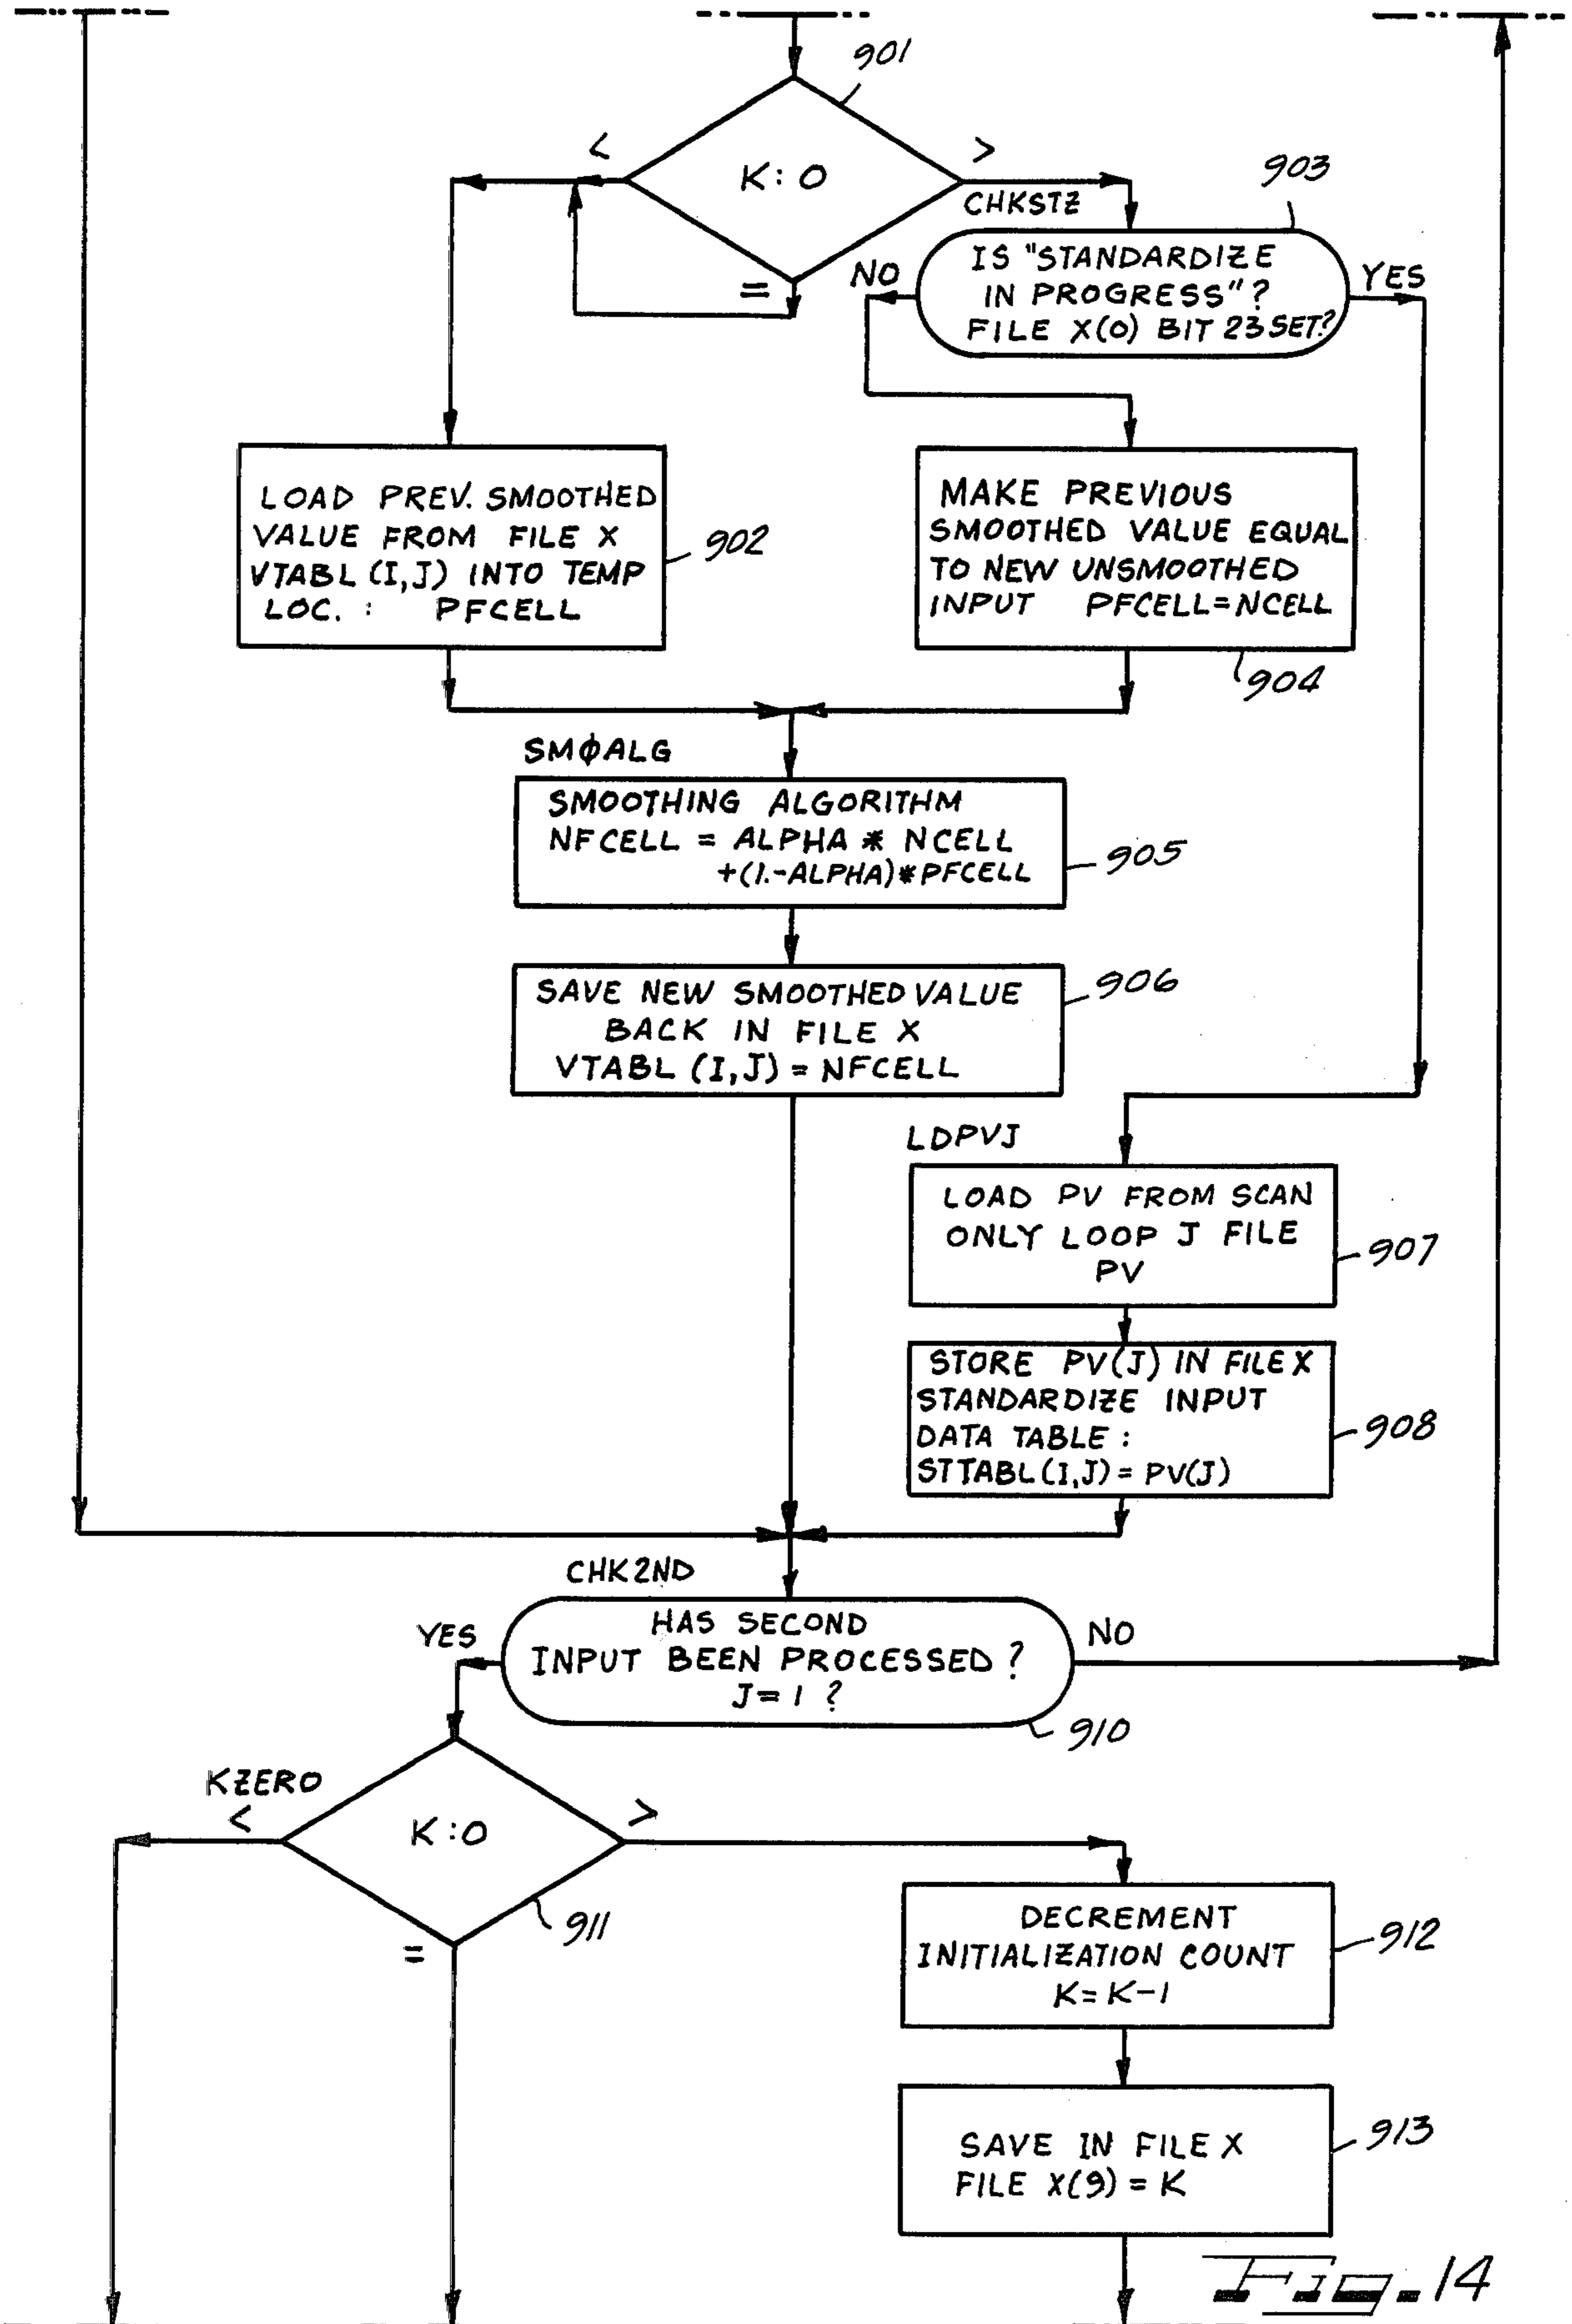 901
<
K: 0
>
=
CHKSTZ
903
IS "STANDARDIZE
IN PROGRESS"?
FILE X(0) BIT 23 SET?
NO
YES
LOAD PREV. SMOOTHED
VALUE FROM FILE X
VTABL (I,J) INTO TEMP
LOC. : PFCELL
902
MAKE PREVIOUS
SMOOTHED VALUE EQUAL
TO NEW UNSMOOTHED
INPUT PFCELL=NCELL
904
SMØALG
SMOOTHING ALGORITHM
NFCELL = ALPHA * NCELL
+(1.-ALPHA)*PFCELL
905
SAVE NEW SMOOTHED VALUE
BACK IN FILE X
VTABL (I,J) = NFCELL
906
LDPVJ
LOAD PV FROM SCAN
ONLY LOOP J FILE
PV
907
STORE PV(J) IN FILE X
STANDARDIZE INPUT
DATA TABLE :
STTABL(I,J) = PV(J)
908
CHK2ND
HAS SECOND
INPUT BEEN PROCESSED ?
J = 1 ?
YES
NO
910
KZERO
<
K :0
>
=
911
DECREMENT
INITIALIZATION COUNT
K= K-1
912
SAVE IN FILE X
FILE X(9) = K
913
Fig. 14